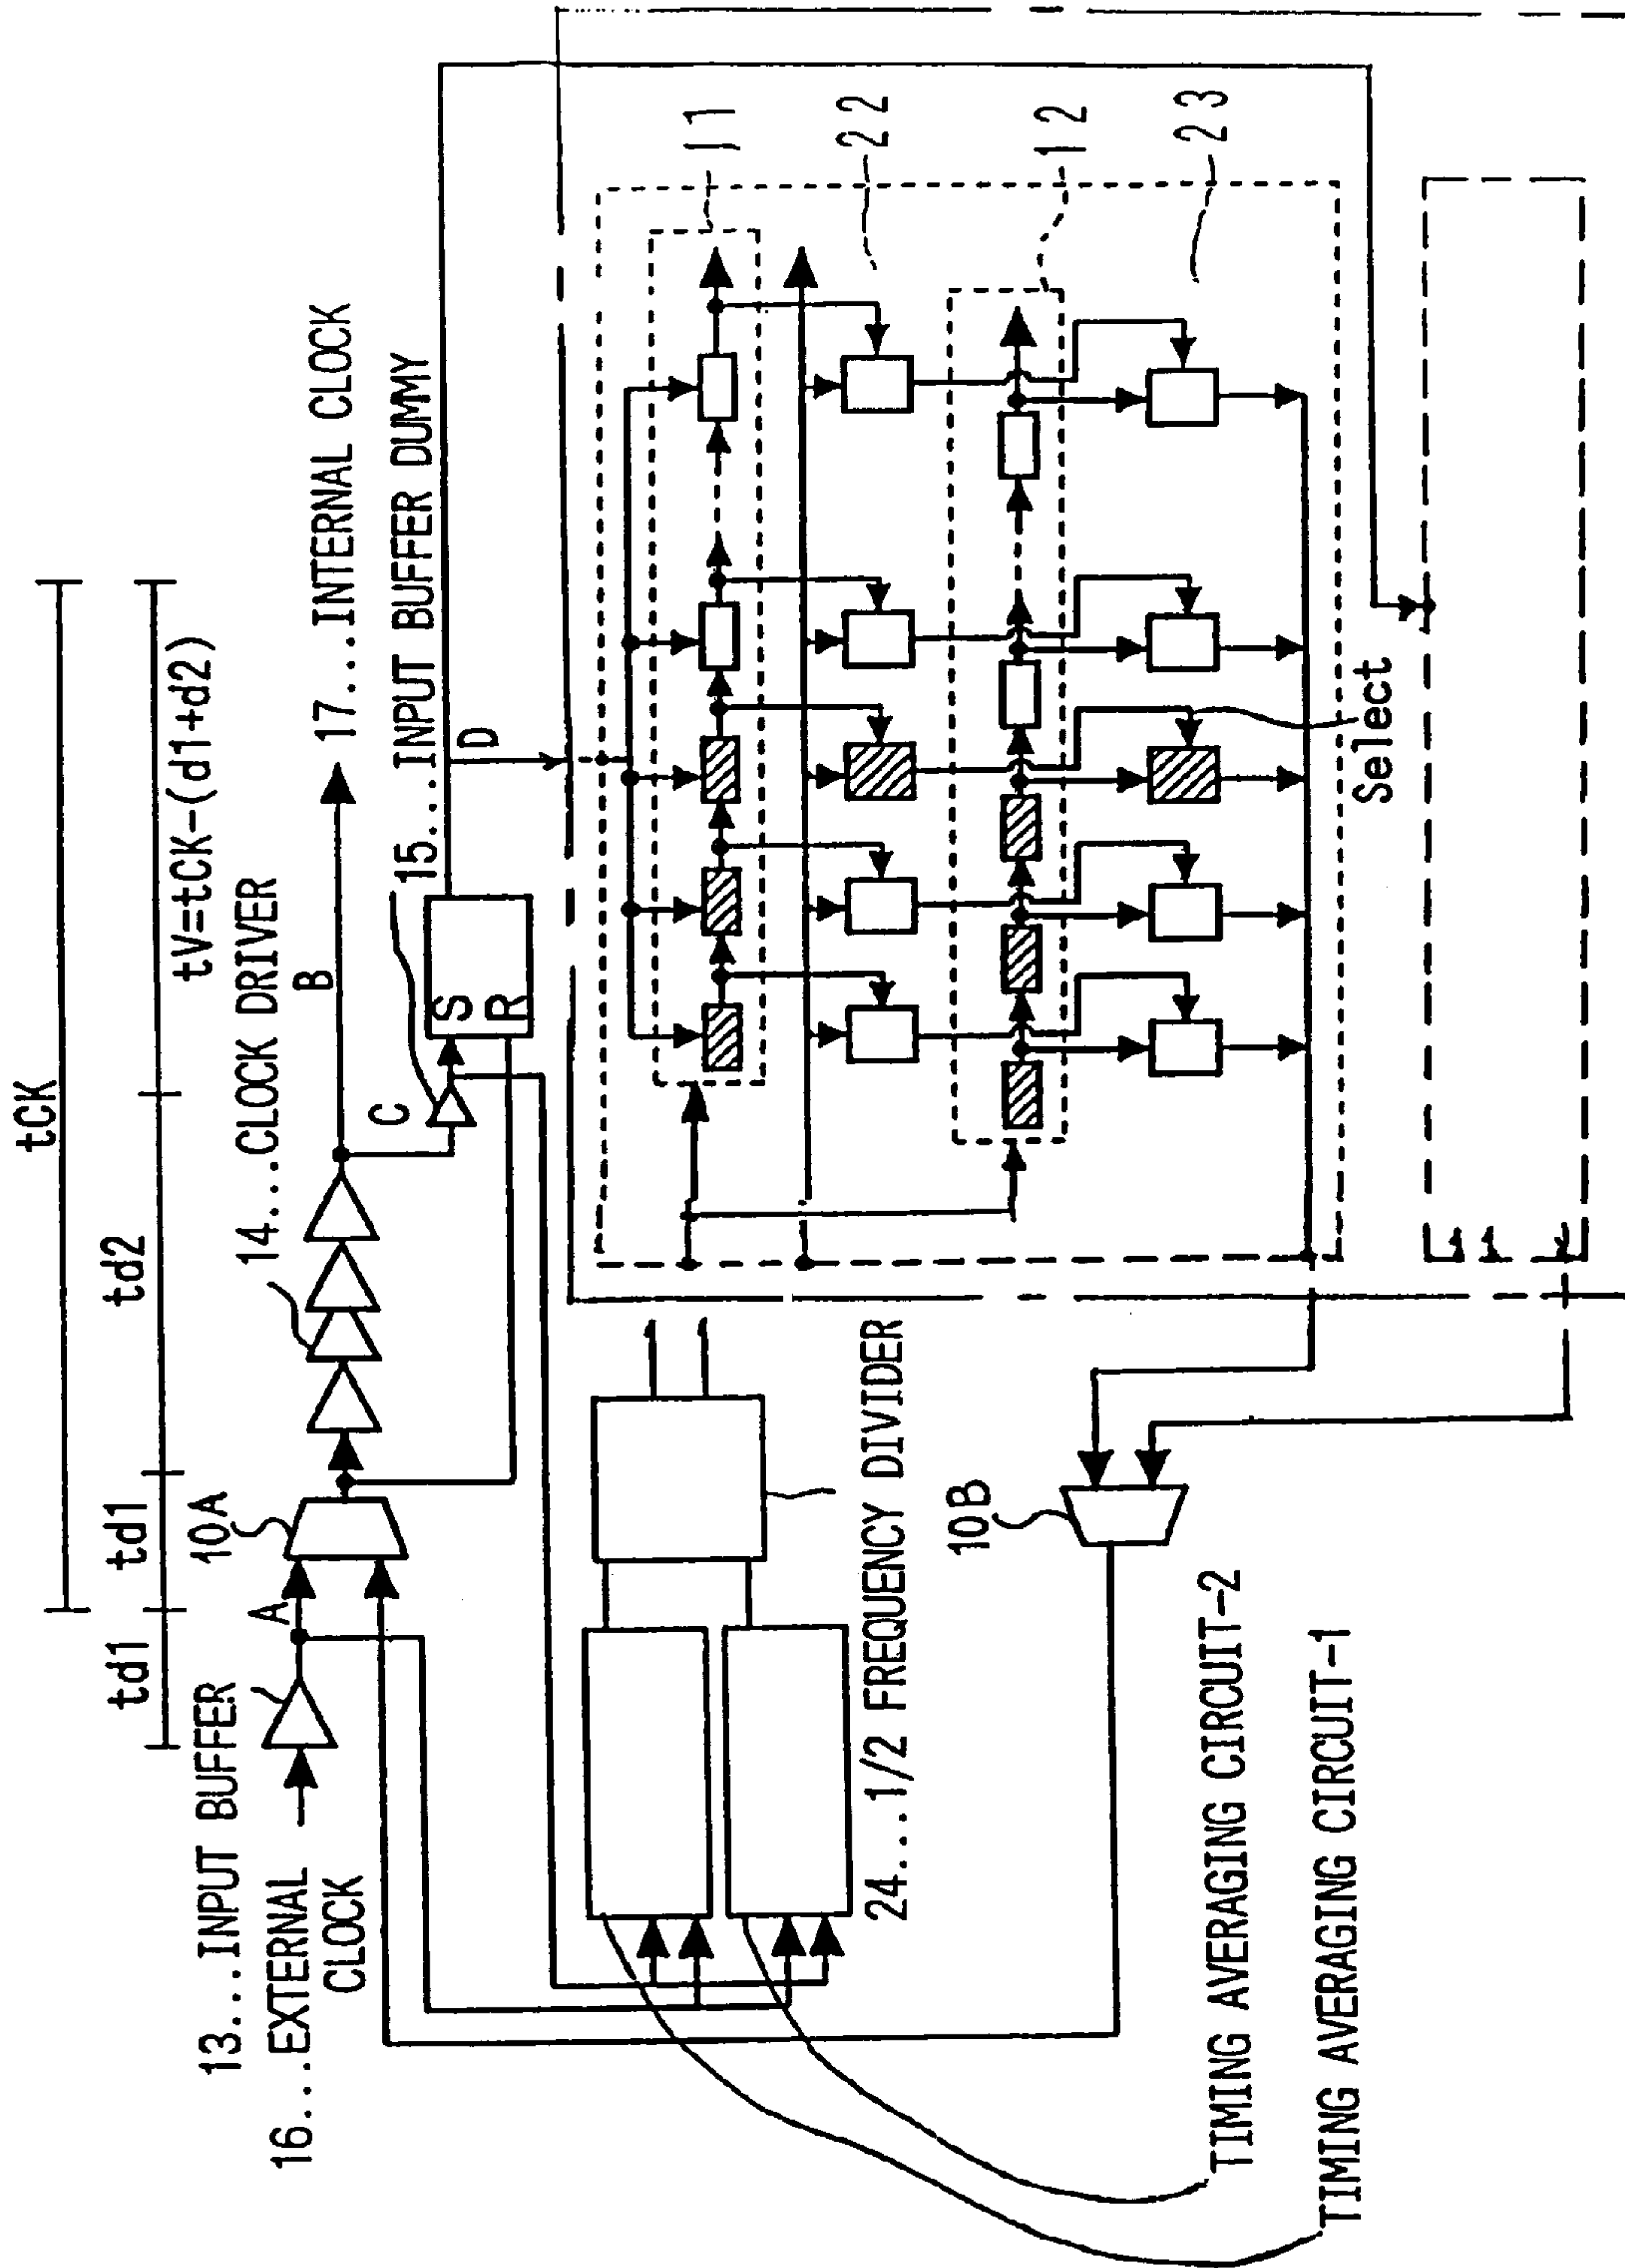 tCK
td1
td1
td2
tV=tCK-(d1+d2)
13...INPUT BUFFER
10A
14...CLOCK DRIVER
16...EXTERNAL
CLOCK
A
B
17...INTERNAL CLOCK
C
15...INPUT BUFFER DUMMY
S
R
D
11
22
12
23
Select
24...1/2 FREQUENCY DIVIDER
10B
TIMING AVERAGING CIRCUIT-2
TIMING AVERAGING CIRCUIT-1